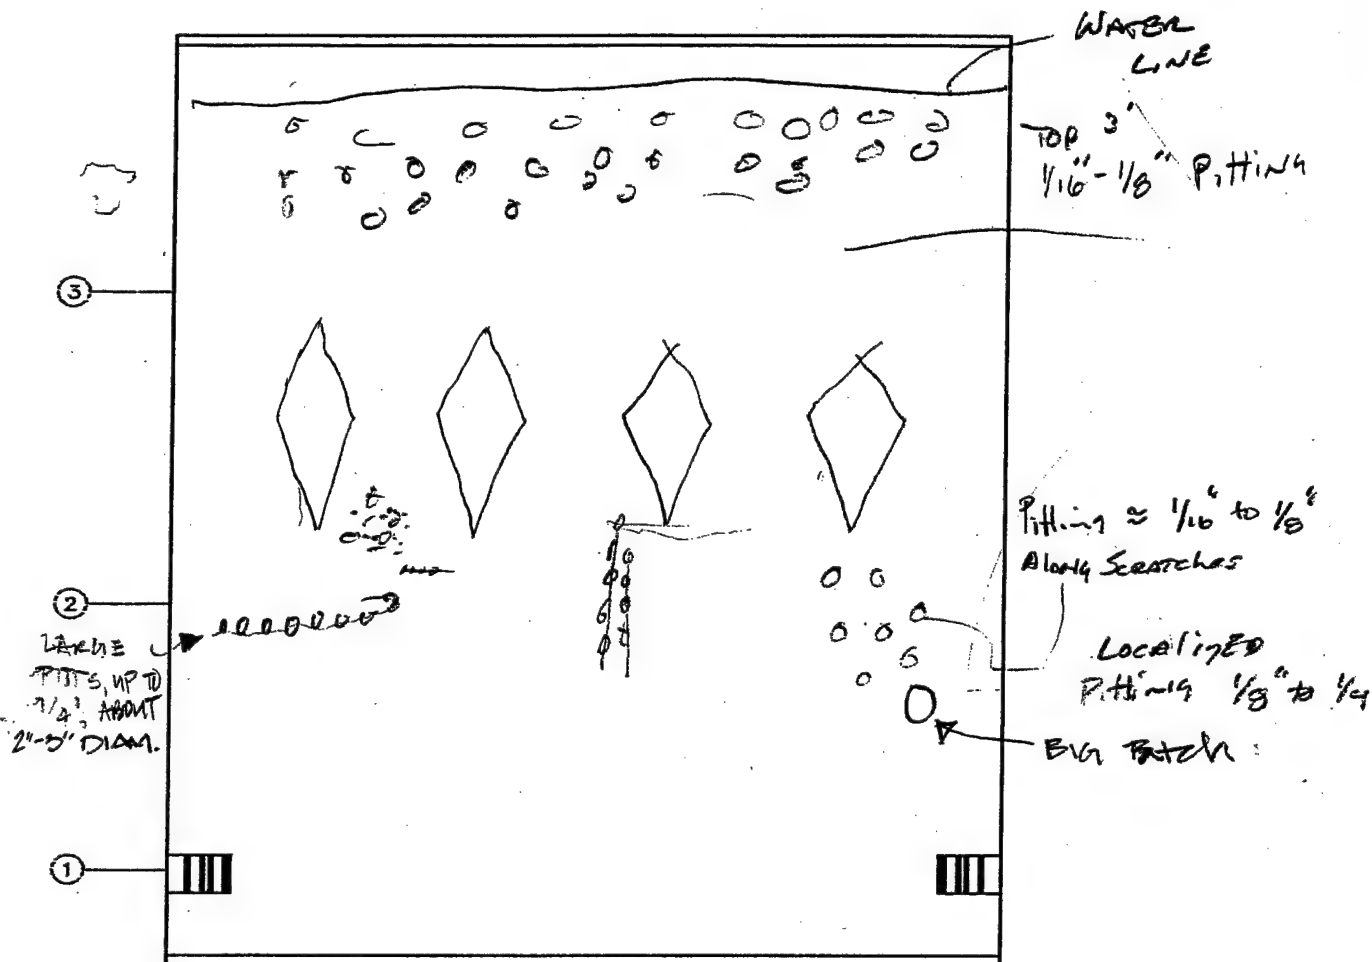 WATER
LINE
TOP 3'
1/16" - 1/8" Pitting
3
Pitting ≈ 1/16" to 1/8"
Along Scratches
2
LARGE
PITTS, UP TO
1/4", ABOUT
2"-3" DIAM.
Localized
Pitting 1/8" to 1/4
BIG Patch
1